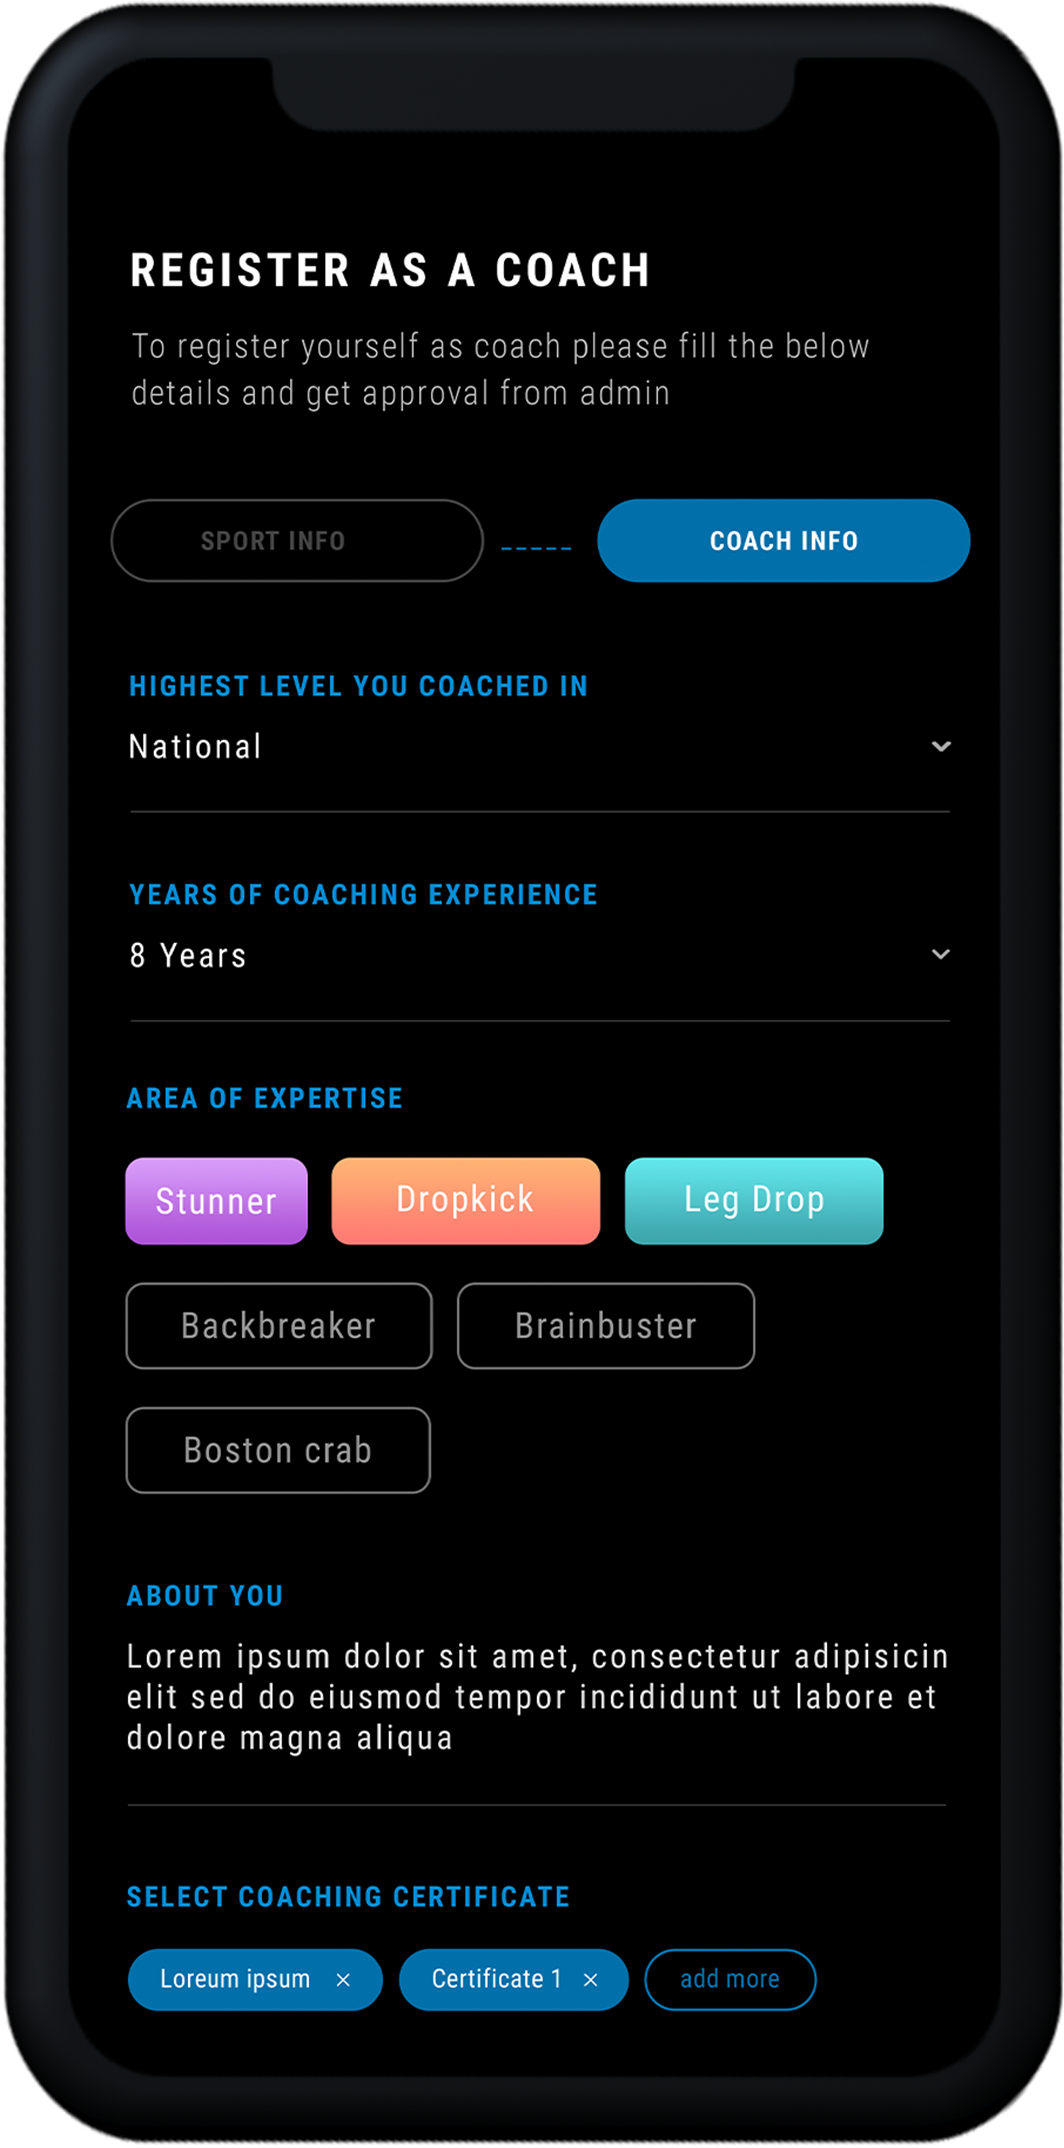 REGISTER AS A COACH
To register yourself as coach please fill the below
details and get approval from admin
SPORT INFO
COACH INFO
HIGHEST LEVEL YOU COACHED IN
National
YEARS OF COACHING EXPERIENCE
8 Years
AREA OF EXPERTISE
Stunner
Dropkick
Leg Drop
Backbreaker
Brainbuster
Boston crab
ABOUT YOU
Lorem ipsum dolor sit amet, consectetur adipisicin
elit sed do eiusmod tempor incididunt ut labore et
dolore magna aliqua
SELECT COACHING CERTIFICATE
Loreum ipsum ×
Certificate 1 ×
add more